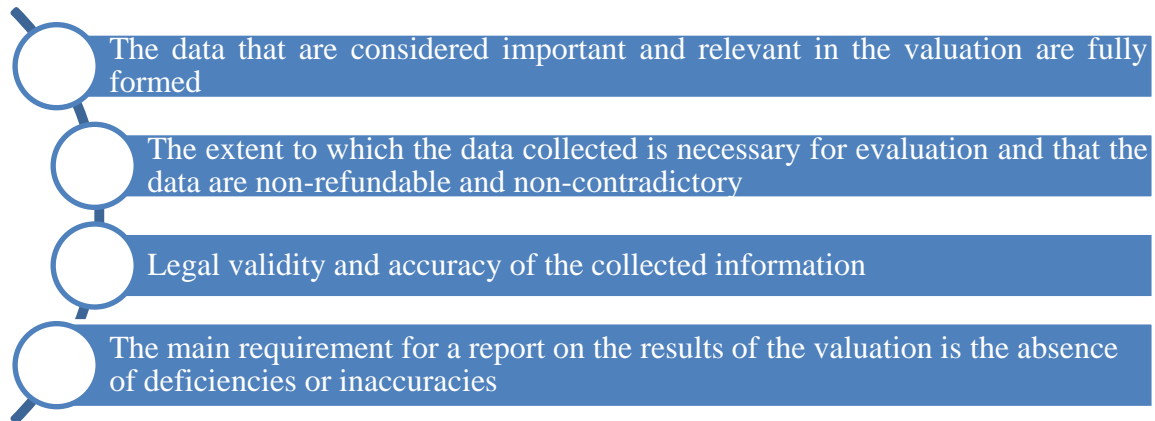 The data that are considered important and relevant in the valuation are fully
formed
The extent to which the data collected is necessary for evaluation and that the
data are non-refundable and non-contradictory
Legal validity and accuracy of the collected information
The main requirement for a report on the results of the valuation is the absence
of deficiencies or inaccuracies